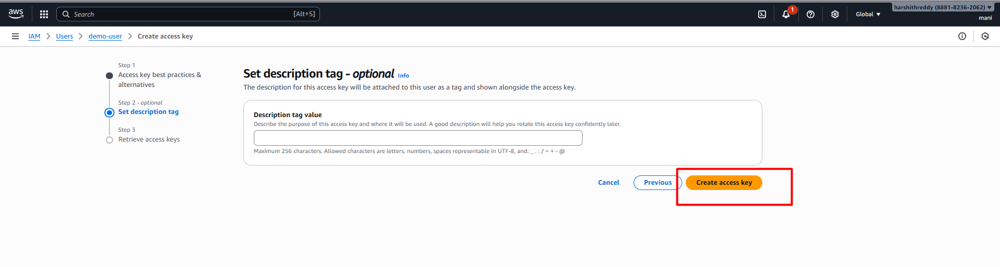 aws
Search
[Alt+S]
1
Global
harshithreddy (8881-8236-2062)
mani
IAM
Users
demo-user
Create access key
Step 1
Access key best practices &
alternatives
Step 2 - optional
Set description tag
Step 3
Retrieve access keys
Set description tag - optional Info
The description for this access key will be attached to this user as a tag and shown alongside the access key.
Description tag value
Describe the purpose of this access key and where it will be used. A good description will help you rotate this access key confidently later.
Maximum 256 characters. Allowed characters are letters, numbers, spaces representable in UTF-8, and: _ . : / = + - @
Cancel
Previous
Create access key